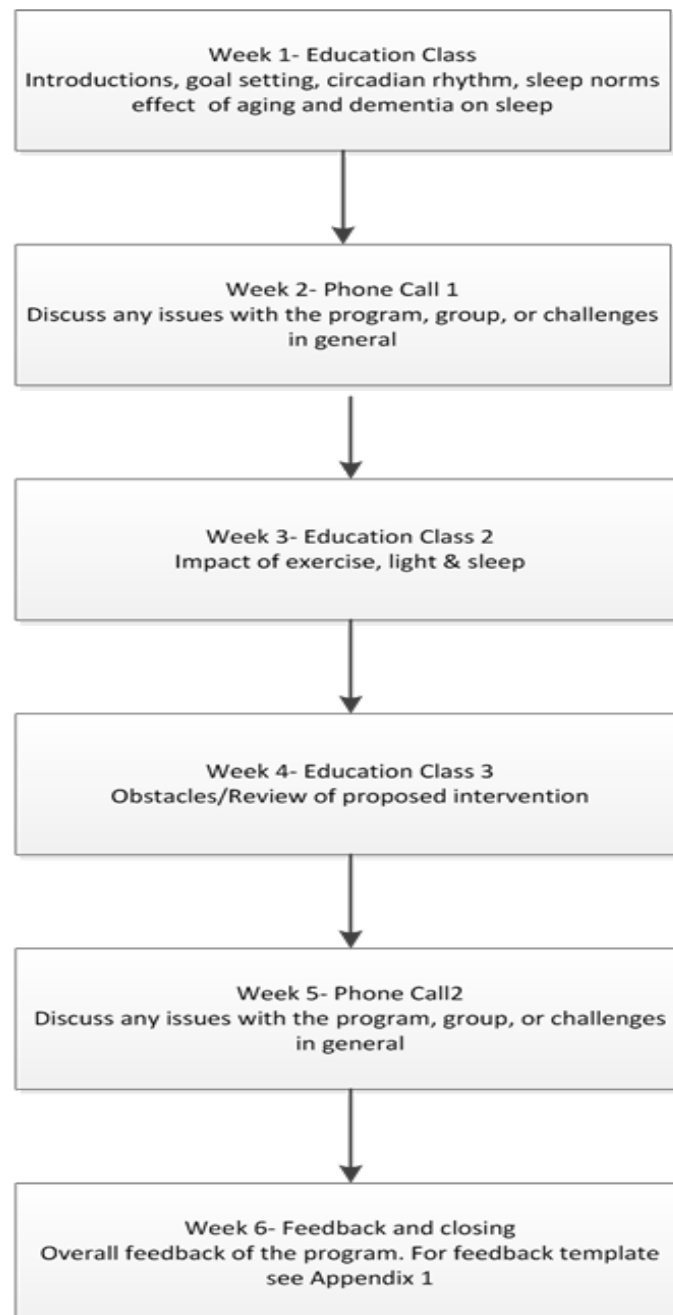 Week 1- Education Class
Introductions, goal setting, circadian rhythm, sleep norms
effect of aging and dementia on sleep
Week 2- Phone Call 1
Discuss any issues with the program, group, or challenges
in general
Week 3- Education Class 2
Impact of exercise, light & sleep
Week 4- Education Class 3
Obstacles/Review of proposed intervention
Week 5- Phone Call2
Discuss any issues with the program, group, or challenges
in general
Week 6- Feedback and closing
Overall feedback of the program. For feedback template
see Appendix 1